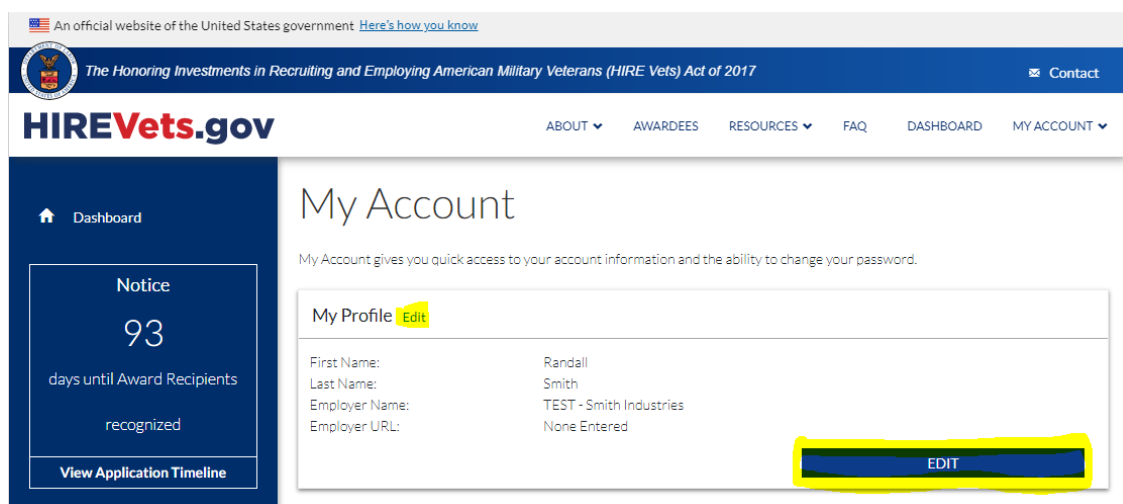 An official website of the United States government Here's how you know
The Honoring Investments in Recruiting and Employing American Military Veterans (HIRE Vets) Act of 2017
Contact
HIREVets.gov
ABOUT
AWARDEES
RESOURCES
FAQ
DASHBOARD
MY ACCOUNT
Dashboard
Notice
93
days until Award Recipients
recognized
View Application Timeline
My Account
My Account gives you quick access to your account information and the ability to change your password.
My Profile Edit
First Name: Randall
Last Name: Smith
Employer Name: TEST - Smith Industries
Employer URL: None Entered
EDIT